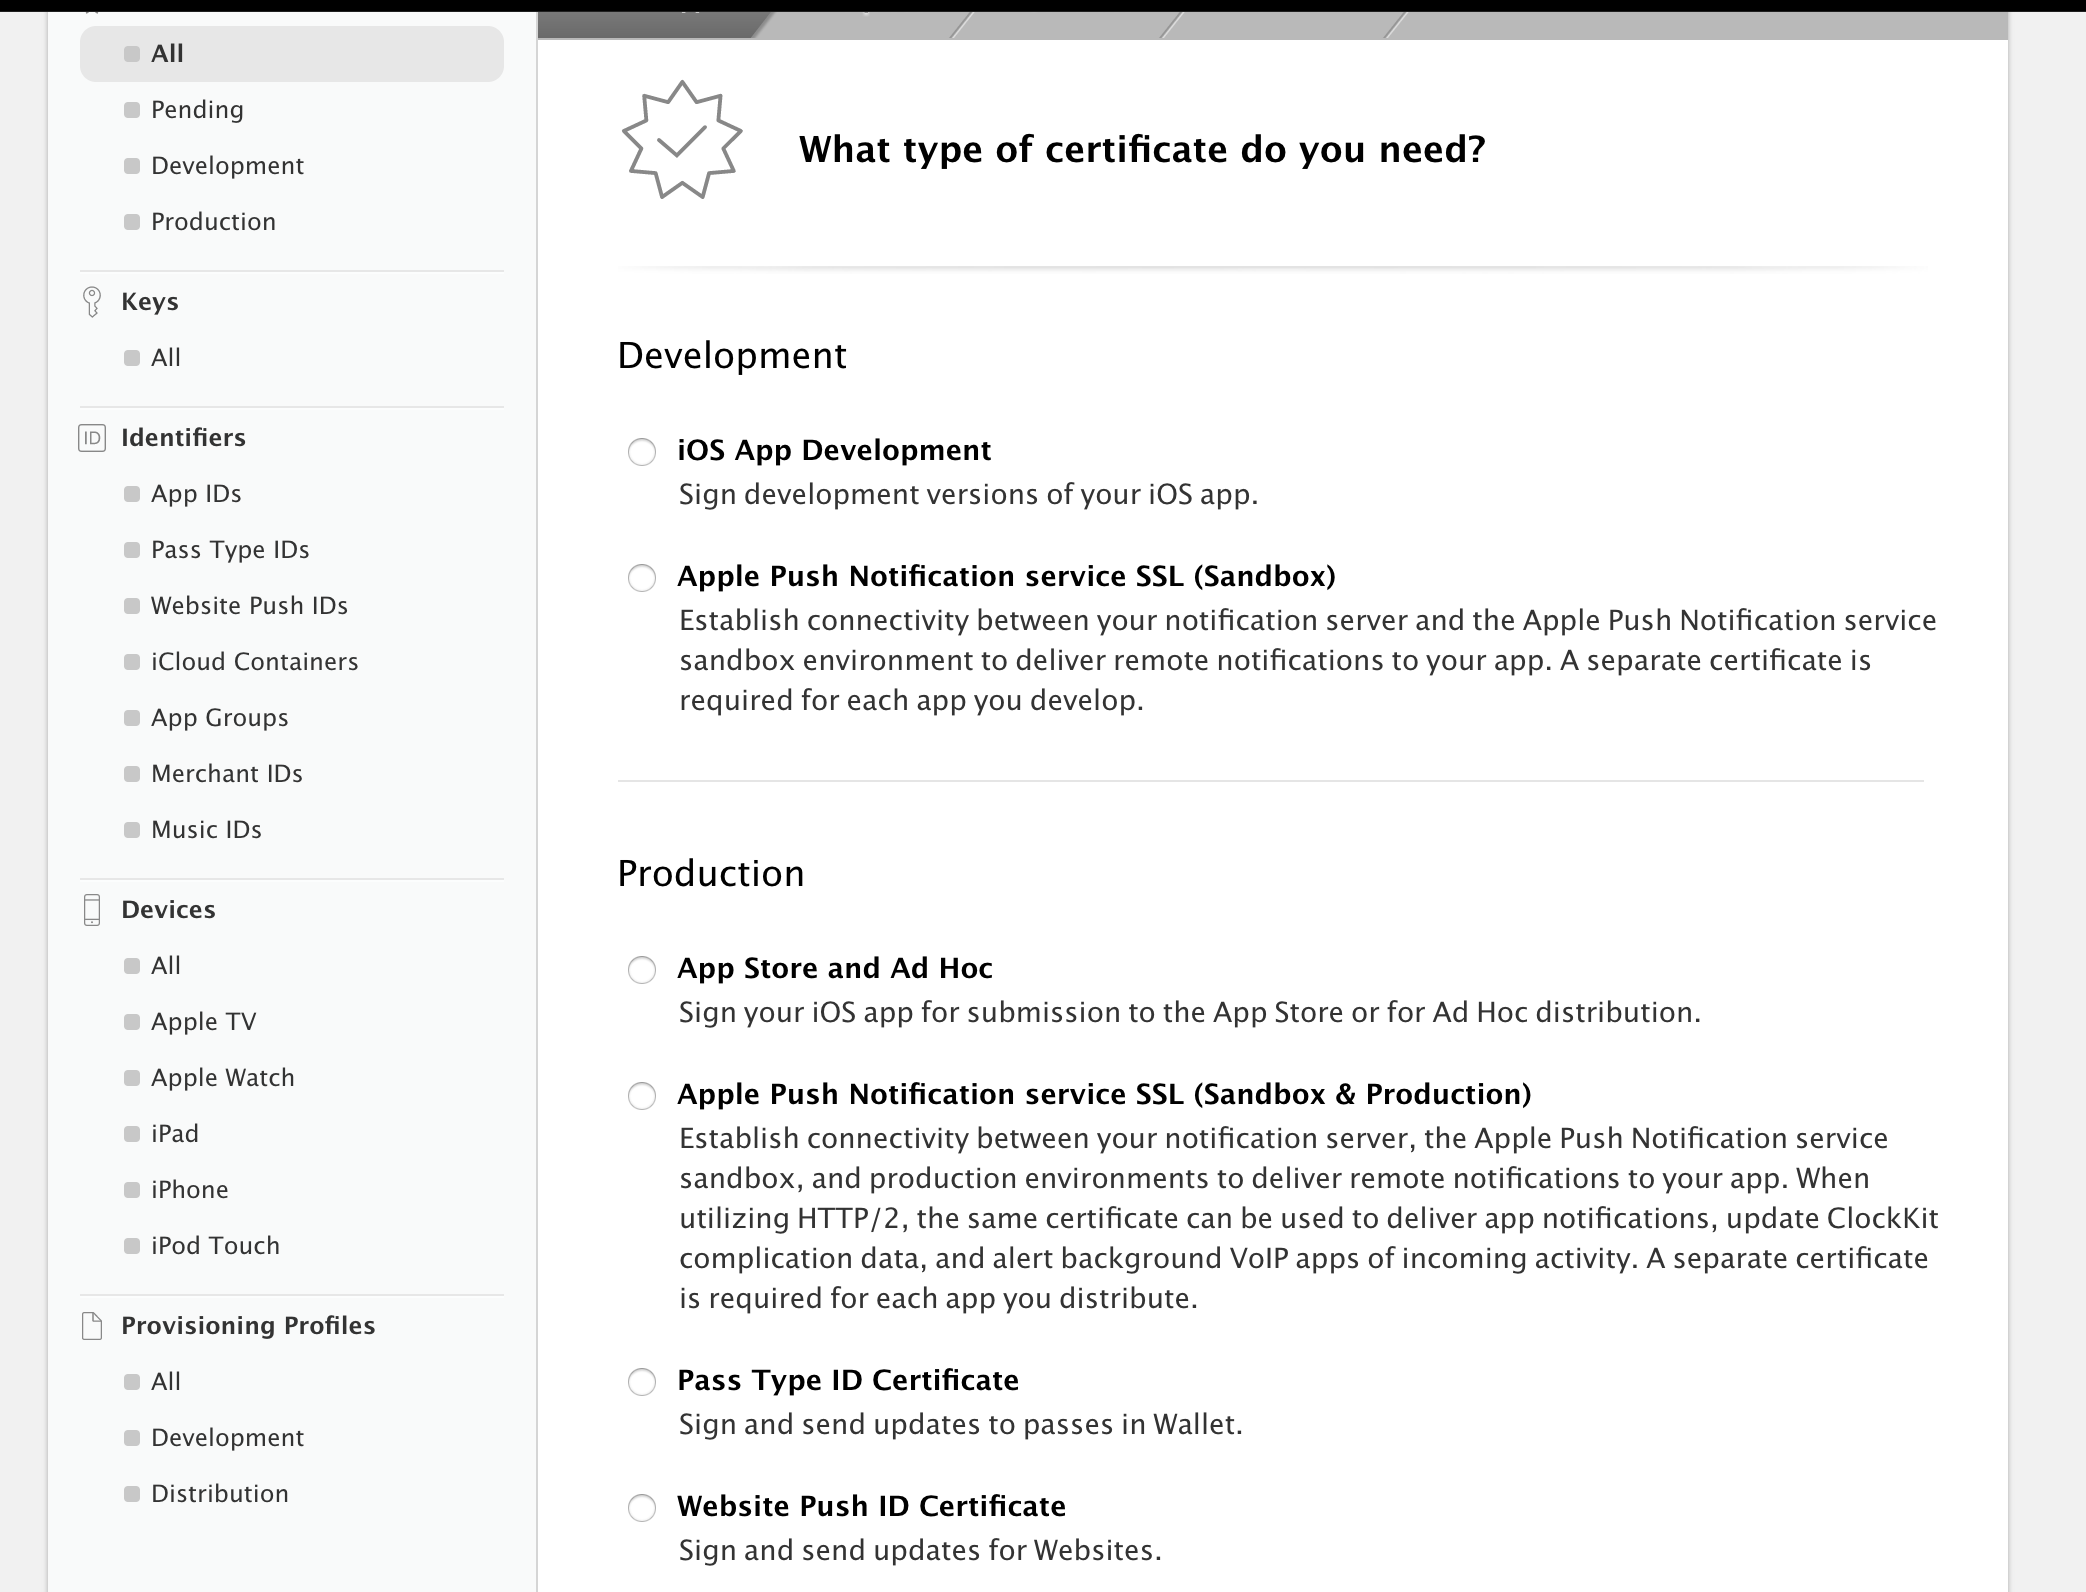 All
Pending
Development
Production
Keys
All
ID Identifiers
App IDs
Pass Type IDs
Website Push IDs
iCloud Containers
App Groups
Merchant IDs
Music IDs
Devices
All
Apple TV
Apple Watch
iPad
iPhone
iPod Touch
Provisioning Profiles
All
Development
Distribution
What type of certificate do you need?
Development
iOS App Development
Sign development versions of your iOS app.
Apple Push Notification service SSL (Sandbox)
Establish connectivity between your notification server and the Apple Push Notification service
sandbox environment to deliver remote notifications to your app. A separate certificate is
required for each app you develop.
Production
App Store and Ad Hoc
Sign your iOS app for submission to the App Store or for Ad Hoc distribution.
Apple Push Notification service SSL (Sandbox & Production)
Establish connectivity between your notification server, the Apple Push Notification service
sandbox, and production environments to deliver remote notifications to your app. When
utilizing HTTP/2, the same certificate can be used to deliver app notifications, update ClockKit
complication data, and alert background VoIP apps of incoming activity. A separate certificate
is required for each app you distribute.
Pass Type ID Certificate
Sign and send updates to passes in Wallet.
Website Push ID Certificate
Sign and send updates for Websites.